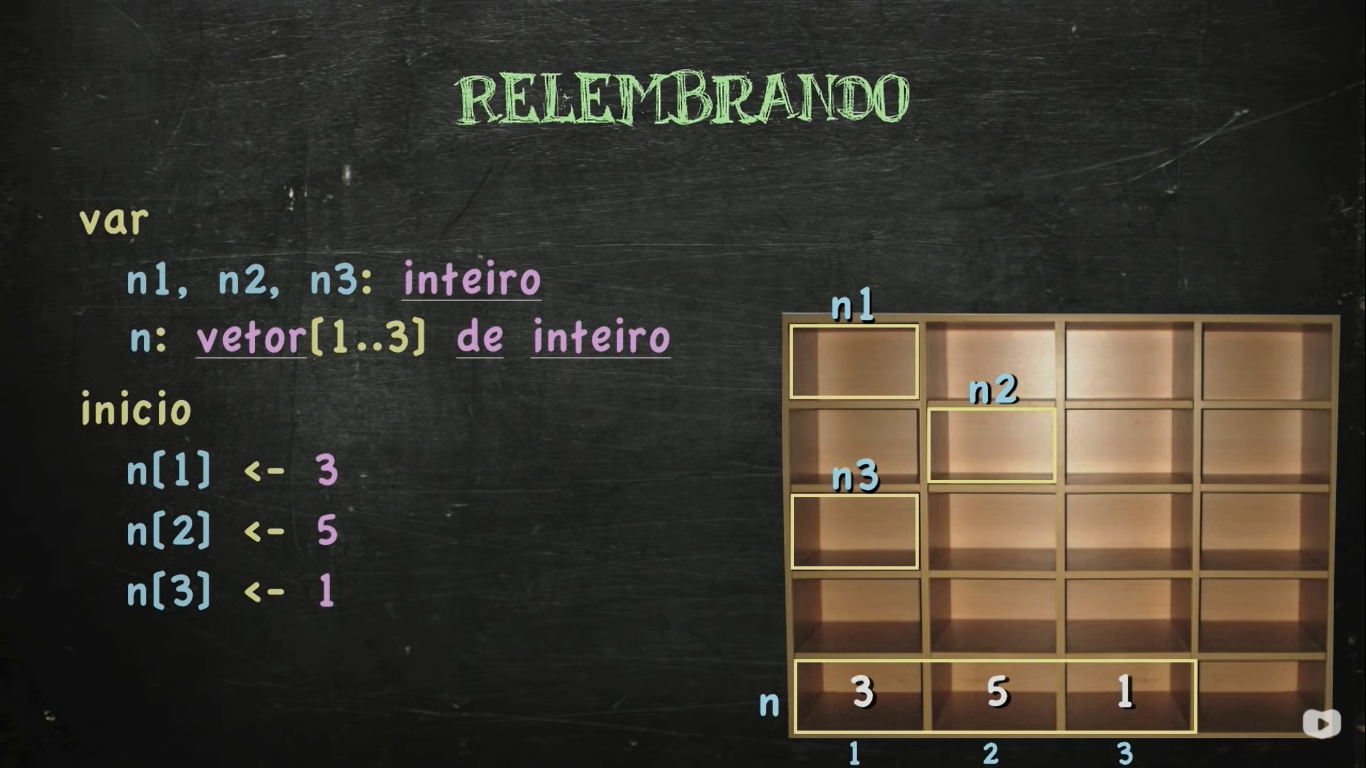 RELEMBRANDO
var
n1, n2, n3: inteiro
n: vetor[1..3] de inteiro
inicio
n[1] <- 3
n[2] <- 5
n[3] <- 1
n1
n2
n3
n 3 5 1
1 2 3